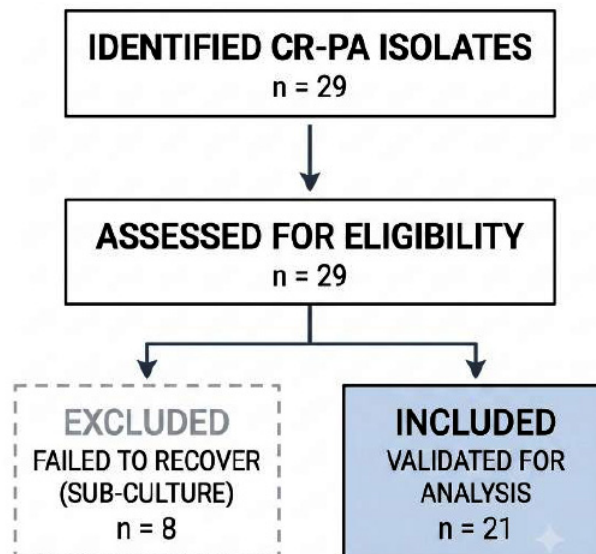 IDENTIFIED CR-PA ISOLATES
n = 29
ASSESSED FOR ELIGIBILITY
n = 29
EXCLUDED
FAILED TO RECOVER
(SUB-CULTURE)
n = 8
INCLUDED
VALIDATED FOR
ANALYSIS
n = 21